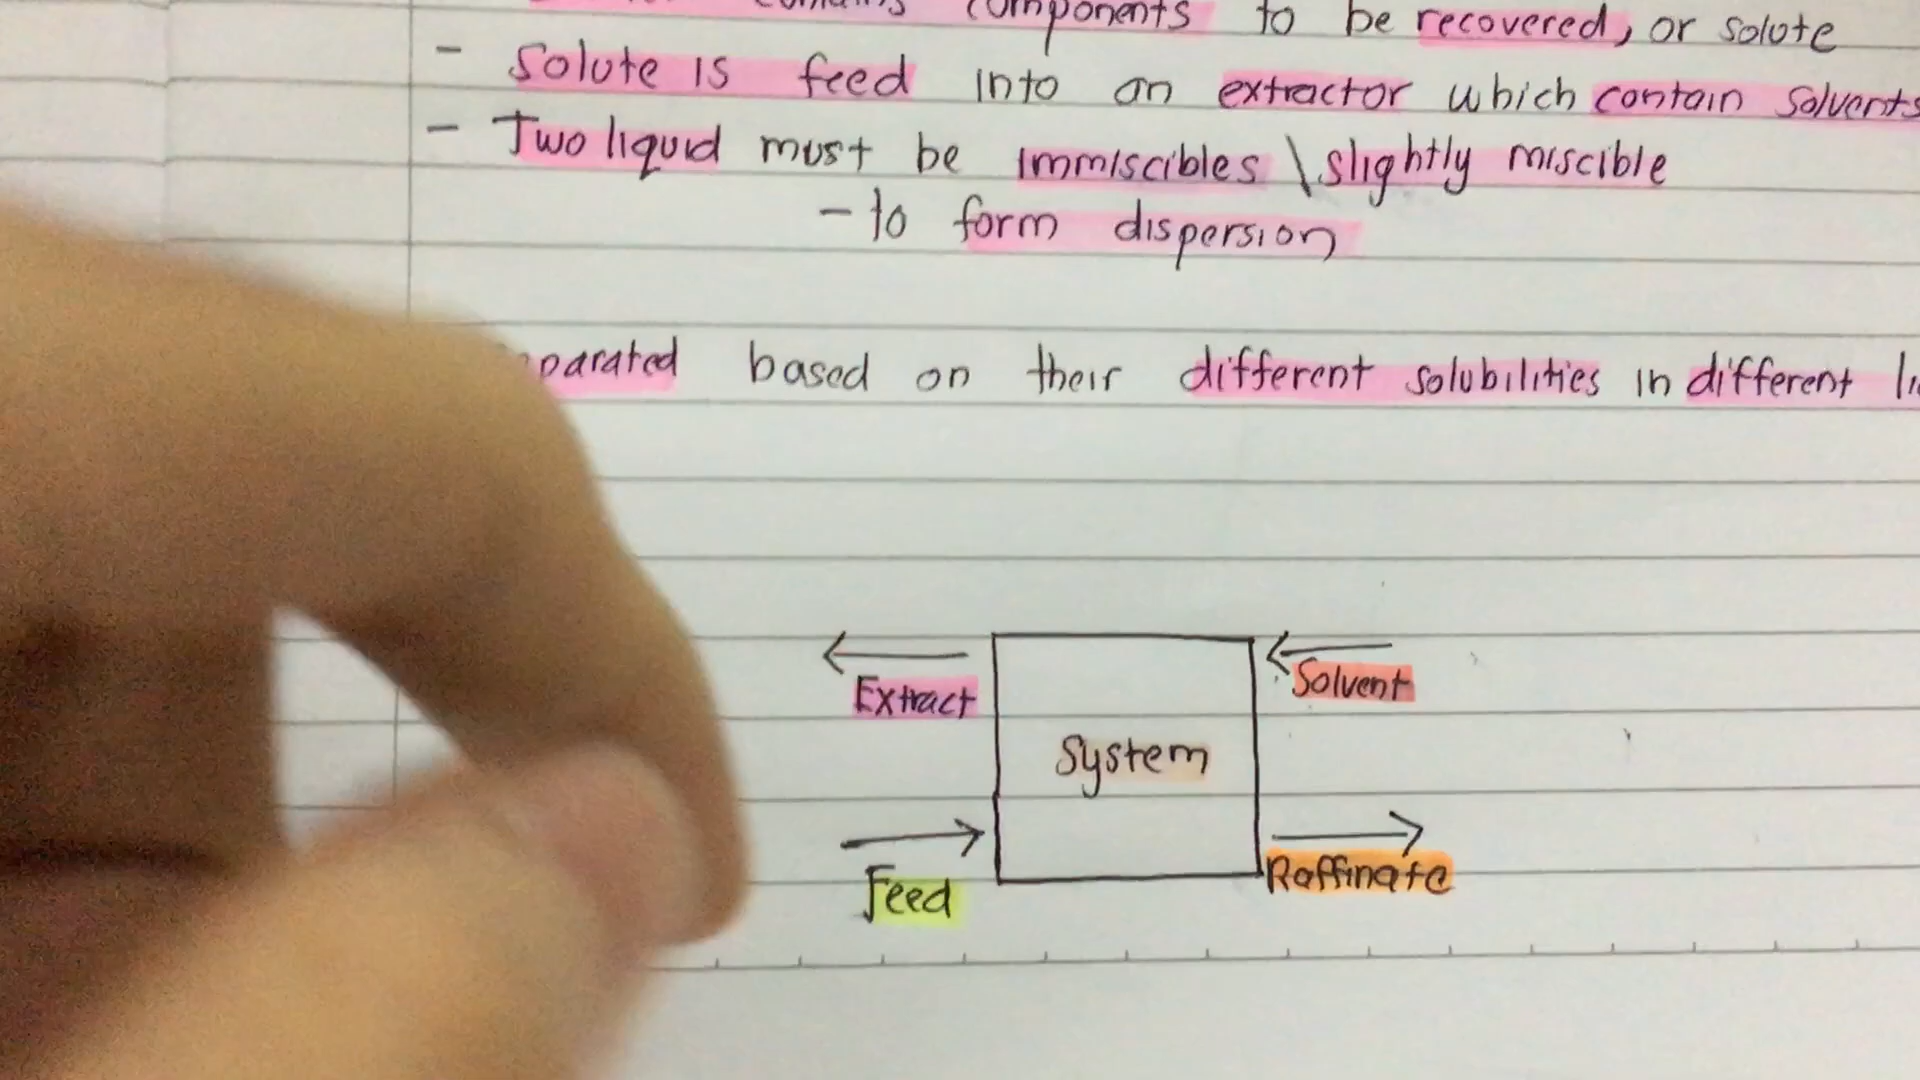 contains components to be recovered, or solute
- Solute is feed into an extractor which contain solvents
- Two liquid must be immiscibles \ slightly miscible
- to form dispersion
based on their different solubilities in different
Extract
Solvent
System
Feed
Raffinate